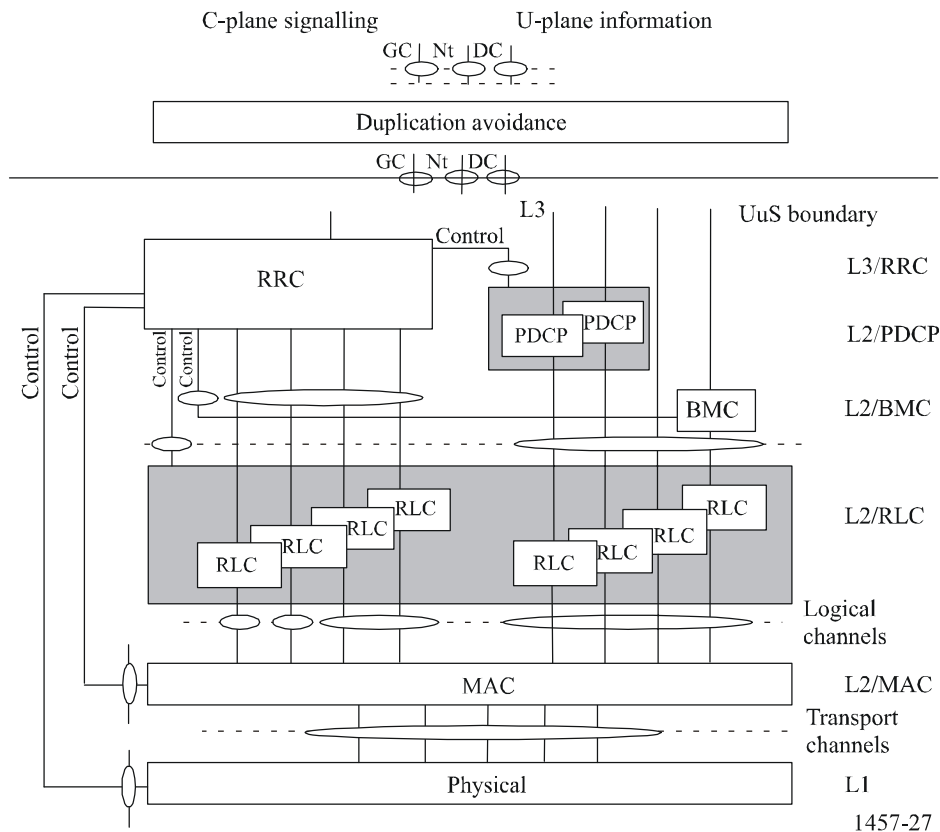 C-plane signalling
U-plane information
GC Nt DC
Duplication avoidance
GC Nt DC
L3
UuS boundary
Control
RRC
L3/RRC
PDCP
PDCP
L2/PDCP
Control
Control
Control
Control
BMC
L2/BMC
RLC
RLC
RLC
RLC
RLC
RLC
RLC
RLC
L2/RLC
Logical
channels
MAC
L2/MAC
Transport
channels
Physical
L1
1457-27